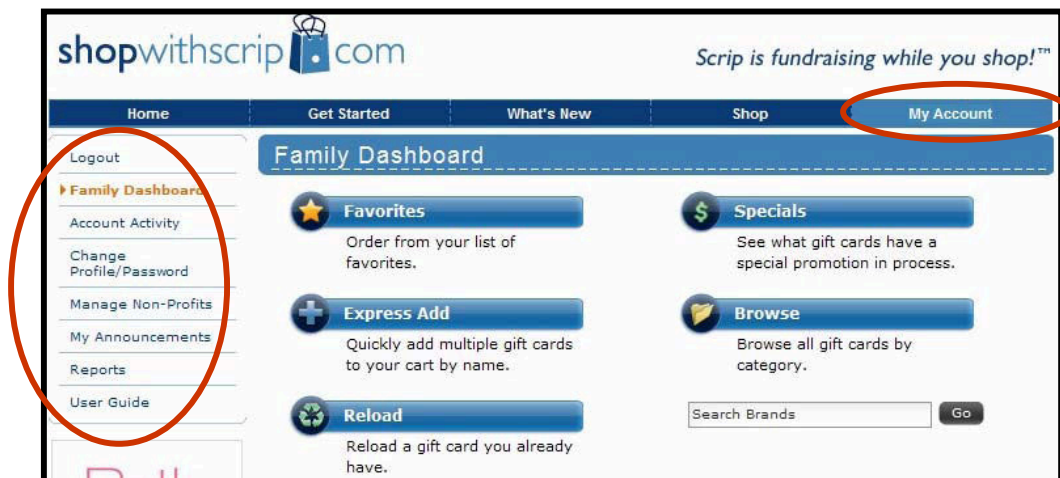 shopwithscrip.com
Scrip is fundraising while you shop!™
Home Get Started What's New Shop My Account
Logout
Family Dashboard
Account Activity
Change
Profile/Password
Manage Non-Profits
My Announcements
Reports
User Guide
Family Dashboard
Favorites
Order from your list of
favorites.
Express Add
Quickly add multiple gift cards
to your cart by name.
Reload
Reload a gift card you already
have.
$ Specials
See what gift cards have a
special promotion in process.
Browse
Browse all gift cards by
category.
Search Brands Go